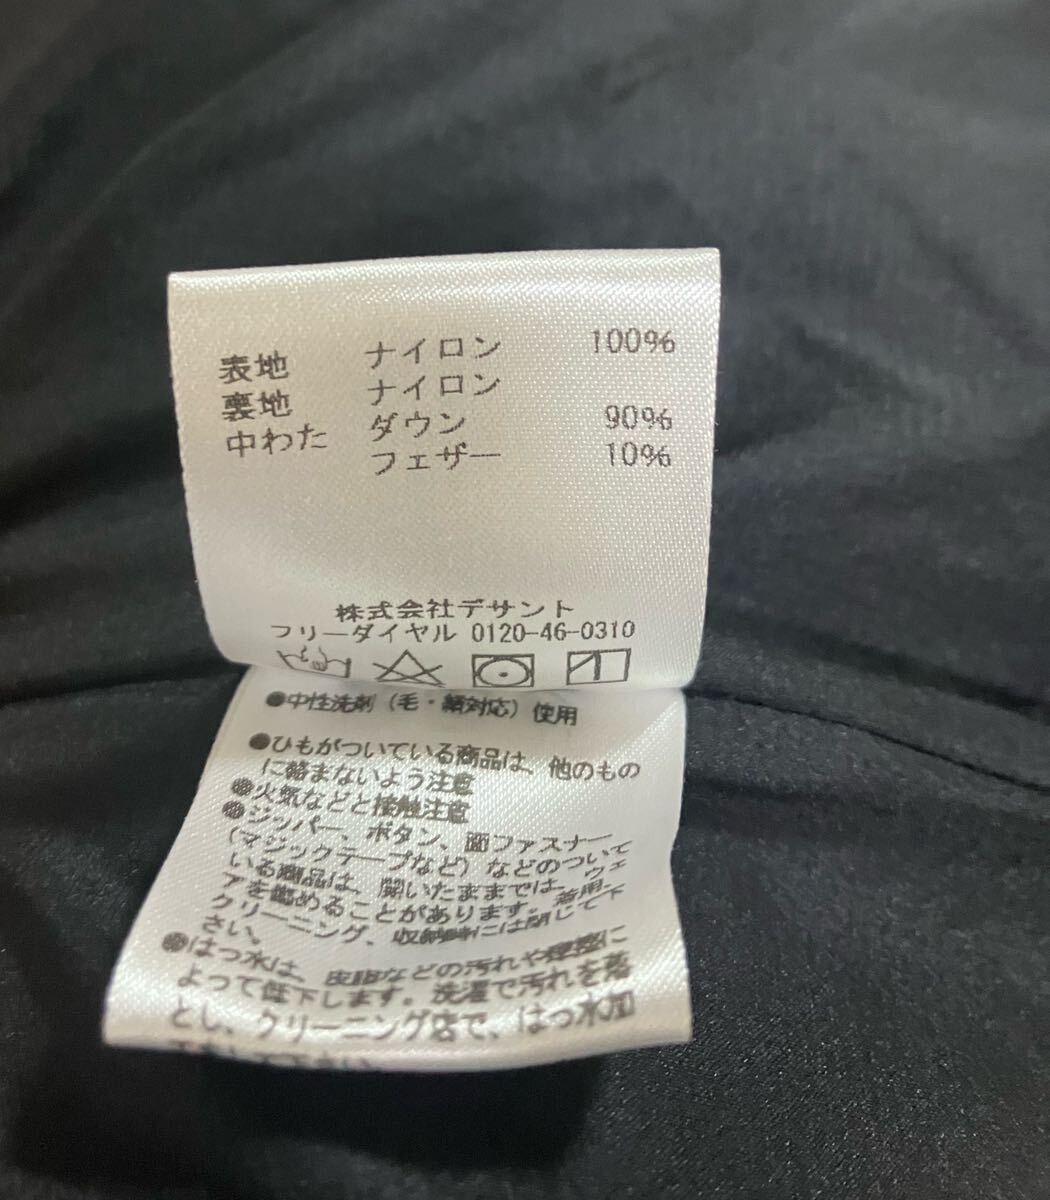 表地 ナイロン 100%
裏地 ナイロン
中わた ダウン 90%
フェザー 10%
株式会社デサント
フリーダイヤル 0120-46-0310
●中性洗剤（毛・絹対応）使用
●ひもがついている商品は、他のもの
に絡まないよう注意
●火気などと接触注意
●ジッパー、ボタン、面ファスナー
（マジックテープなど）などのついて
いる商品は、開いたままでは、ウェ
アを傷めることがあります。着用、
クリーニング、収納時には閉じて下
さい。
●はっ水は、皮脂などの汚れや摩擦に
よって低下します。洗濯で汚れを落
とし、クリーニング店で、はっ水加